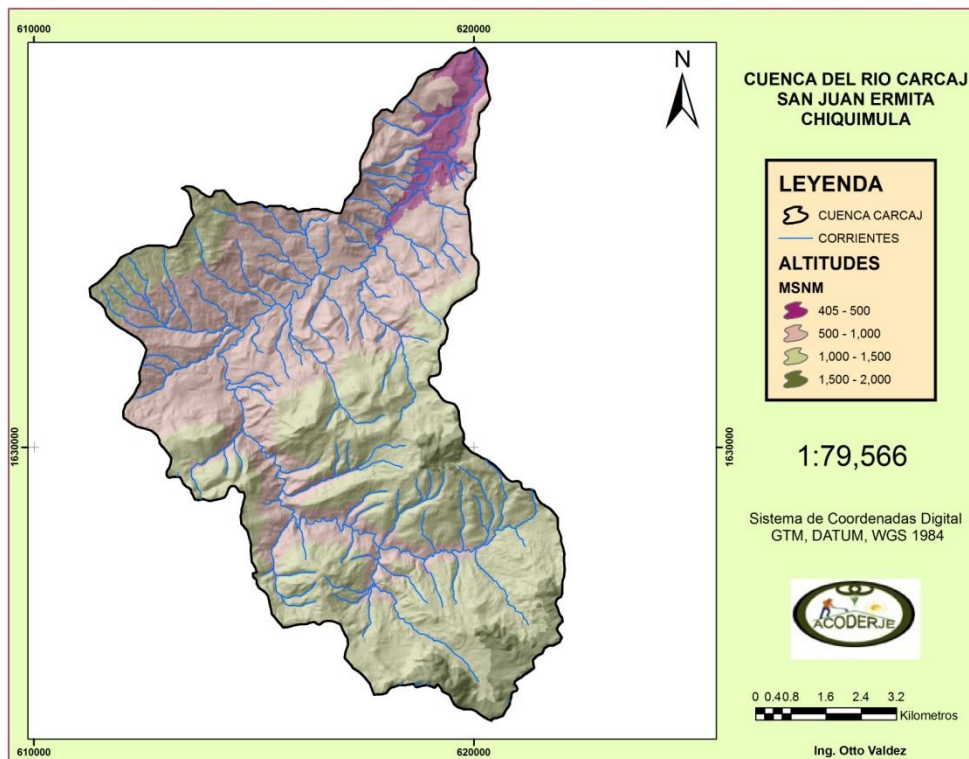 610000
620000
N
CUENCA DEL RIO CARCAJ
SAN JUAN ERMITA
CHIQUIMULA
LEYENDA
CUENCA CARCAJ
CORRIENTES
ALTITUDES
MSNM
405 - 500
500 - 1,000
1,000 - 1,500
1,500 - 2,000
1630000
1630000
1:79,566
Sistema de Coordenadas Digital
GTM, DATUM, WGS 1984
ACODERJE
0 0.40.8 1.6 2.4 3.2
Kilometros
610000
620000
Ing. Otto Valdez